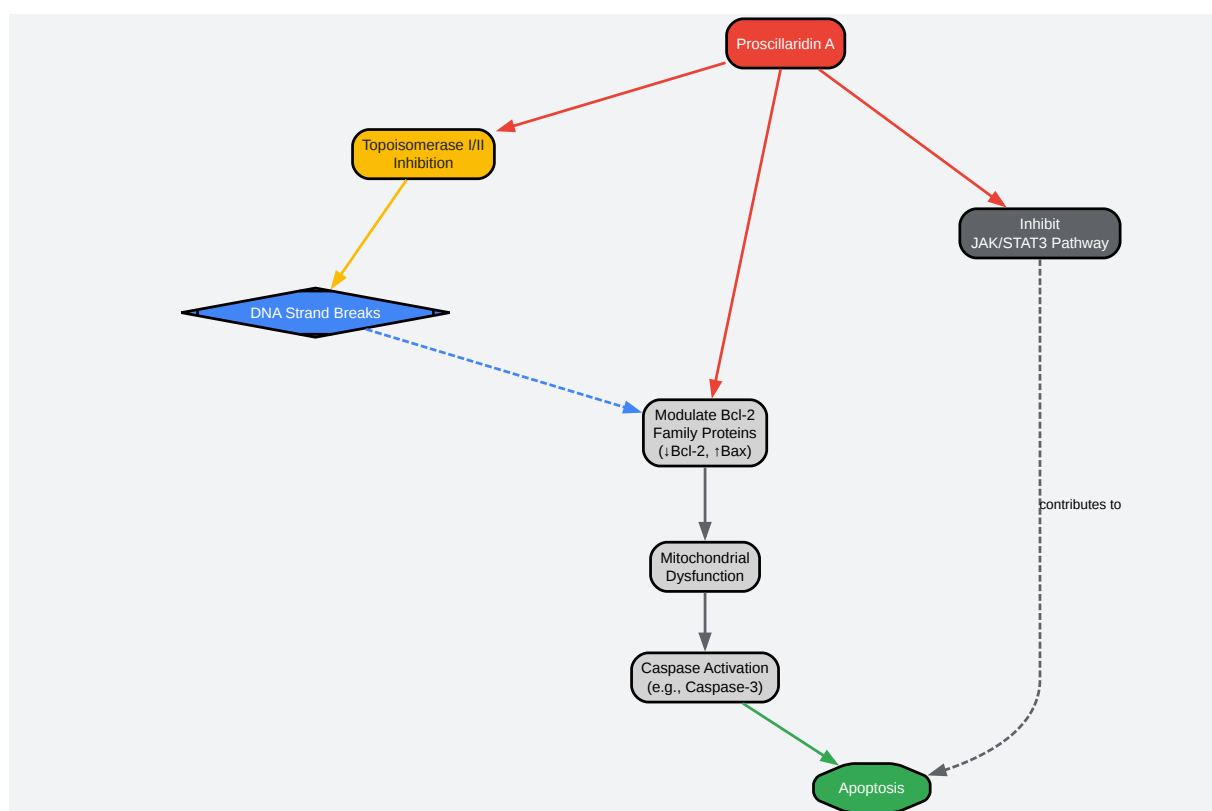 Proscillaridin A
Topoisomerase I/II
Inhibition
Inhibit
JAK/STAT3 Pathway
DNA Strand Breaks
Modulate Bcl-2
Family Proteins
(↓Bcl-2, ↑Bax)
contributes to
Mitochondrial
Dysfunction
Caspase Activation
(e.g., Caspase-3)
Apoptosis